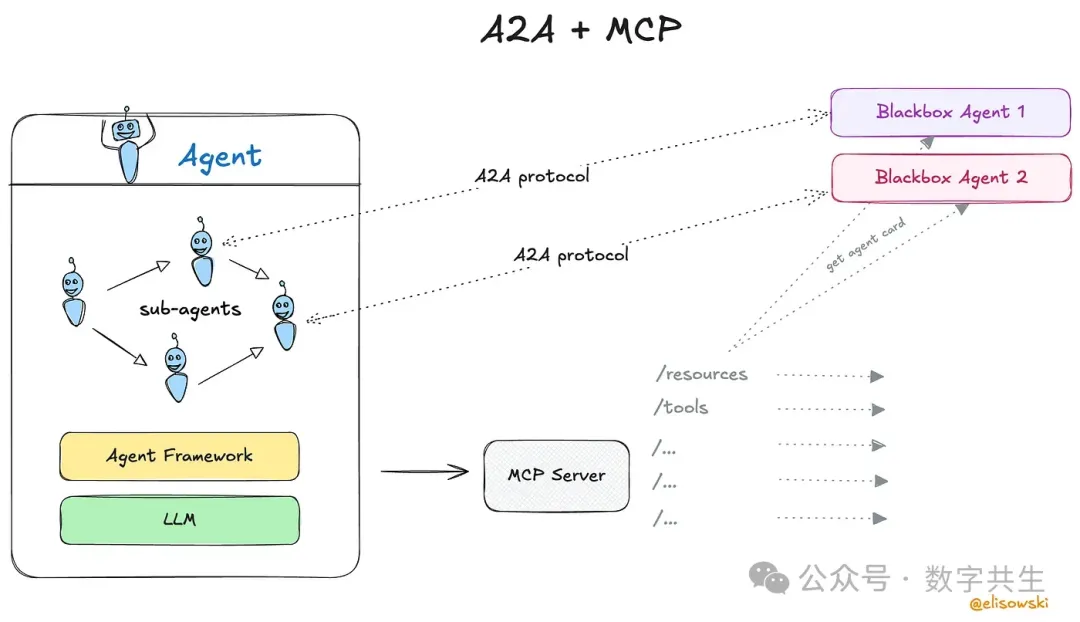 A2A + MCP
Agent
Blackbox Agent 1
Blackbox Agent 2
A2A protocol
A2A protocol
get agent card
sub-agents
/resources
/tools
/...
/...
/...
Agent Framework
LLM
MCP Server
公众号 · 数字共生
@elisowski